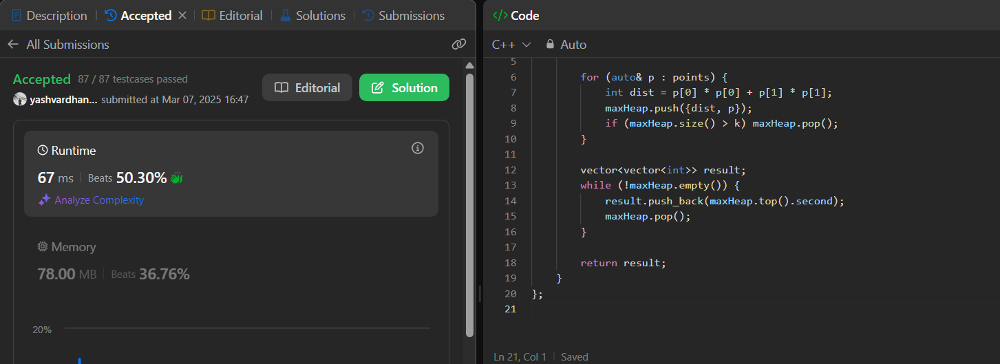 Description
Accepted
Editorial
Solutions
Submissions
All Submissions
Accepted 87 / 87 testcases passed
yashvardhan... submitted at Mar 07, 2025 16:47
Editorial
Solution
Runtime
67 ms Beats 50.30%
Analyze Complexity
Memory
78.00 MB Beats 36.76%
20%
</> Code
C++ Auto
5
6 for (auto& p : points) {
7 int dist = p[0] * p[0] + p[1] * p[1];
8 maxHeap.push({dist, p});
9 if (maxHeap.size() > k) maxHeap.pop();
10 }
11
12 vector<vector<int>> result;
13 while (!maxHeap.empty()) {
14 result.push_back(maxHeap.top().second);
15 maxHeap.pop();
16 }
17
18 return result;
19 }
20 };
21
Ln 21, Col 1 Saved